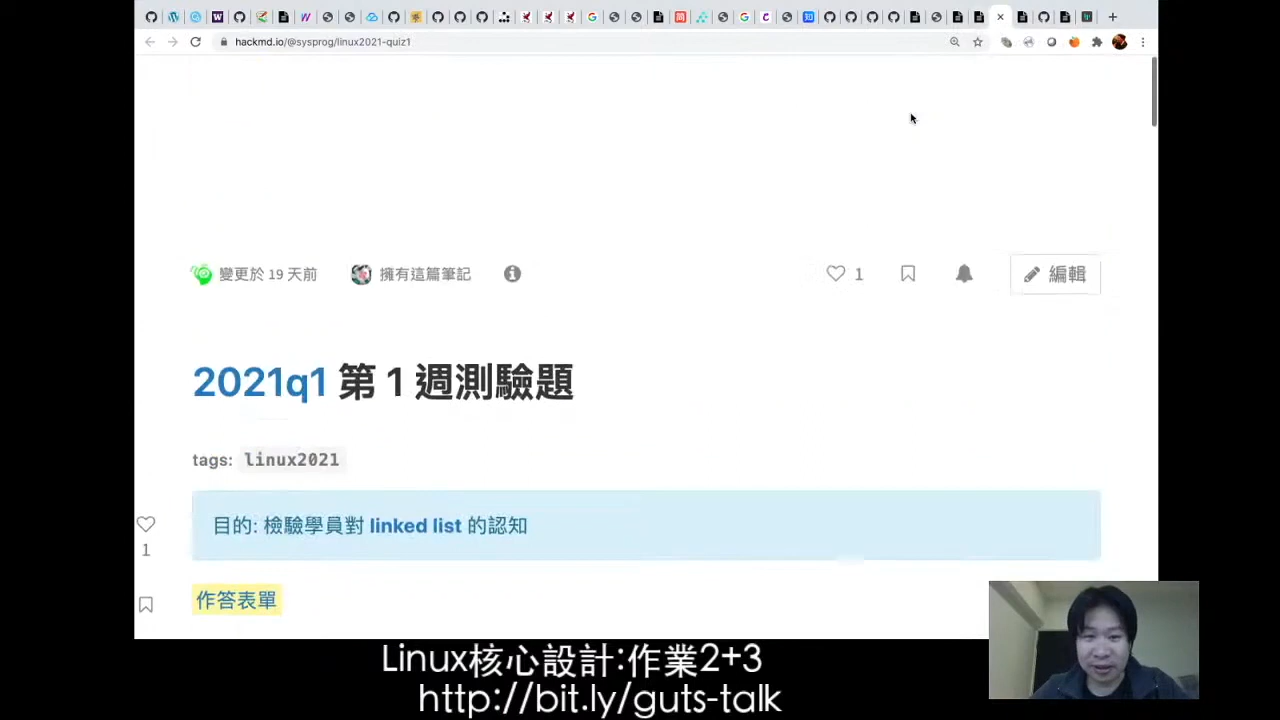 hackmd.io/@sysprog/linux2021-quiz1
變更於 19 天前
擁有這篇筆記
1
編輯
2021q1 第 1 週測驗題
tags: linux2021
目的: 檢驗學員對 linked list 的認知
1
作答表單
Linux核心設計:作業2+3
http://bit.ly/guts-talk